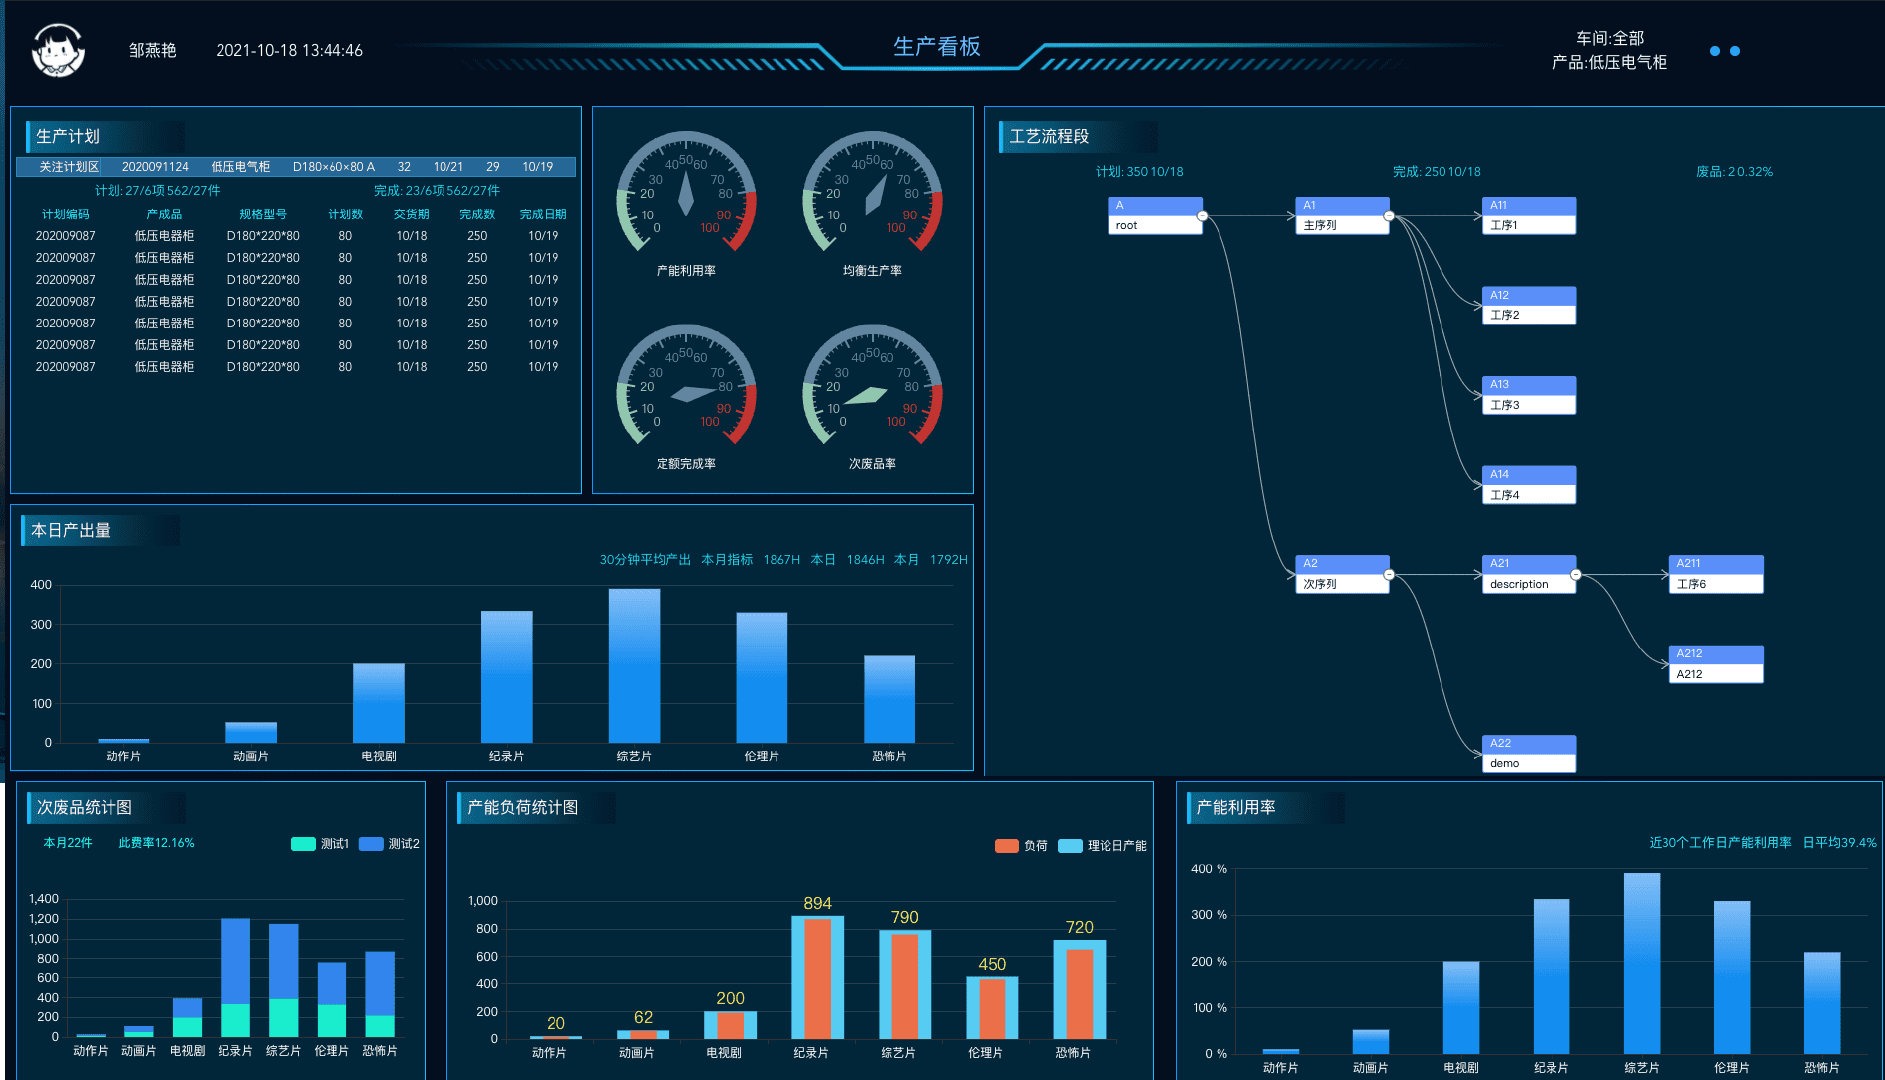 邹燕艳 2021-10-18 13:44:46
生产看板
车间:全部
产品:低压电气柜
生产计划
关注计划区 2020091124 低压电气柜 D180×60×80 A 32 10/21 29 10/19
计划: 27/6项 562/27件 完成: 23/6项 562/27件
计划编码 产成品 规格型号 计划数 交货期 完成数 完成日期
202009087 低压电器柜 D180*220*80 80 10/18 250 10/19
202009087 低压电器柜 D180*220*80 80 10/18 250 10/19
202009087 低压电器柜 D180*220*80 80 10/18 250 10/19
202009087 低压电器柜 D180*220*80 80 10/18 250 10/19
202009087 低压电器柜 D180*220*80 80 10/18 250 10/19
202009087 低压电器柜 D180*220*80 80 10/18 250 10/19
202009087 低压电器柜 D180*220*80 80 10/18 250 10/19
0 10 20 30 40 50 60 70 80 90 100
产能利用率
0 10 20 30 40 50 60 70 80 90 100
均衡生产率
0 10 20 30 40 50 60 70 80 90 100
定额完成率
0 10 20 30 40 50 60 70 80 90 100
次废品率
工艺流程段
计划: 350 10/18 完成: 250 10/18 废品: 2 0.32%
A
root
A1
主序列
A11
工序1
A12
工序2
A13
工序3
A14
工序4
A2
次序列
A21
description
A211
工序6
A212
A212
A22
demo
本日产出量
30分钟平均产出 本月指标 1867H 本日 1846H 本月 1792H
400
300
200
100
0
动作片 动画片 电视剧 纪录片 综艺片 伦理片 恐怖片
次废品统计图
本月22件 此费率12.16% 测试1 测试2
1,400
1,200
1,000
800
600
400
200
0
动作片 动画片 电视剧 纪录片 综艺片 伦理片 恐怖片
产能负荷统计图
负荷 理论日产能
1,000
800
600
400
200
0
20 62 200 894 790 450 720
动作片 动画片 电视剧 纪录片 综艺片 伦理片 恐怖片
产能利用率
近30个工作日产能利用率 日平均39.4%
400 %
300 %
200 %
100 %
0 %
动作片 动画片 电视剧 纪录片 综艺片 伦理片 恐怖片